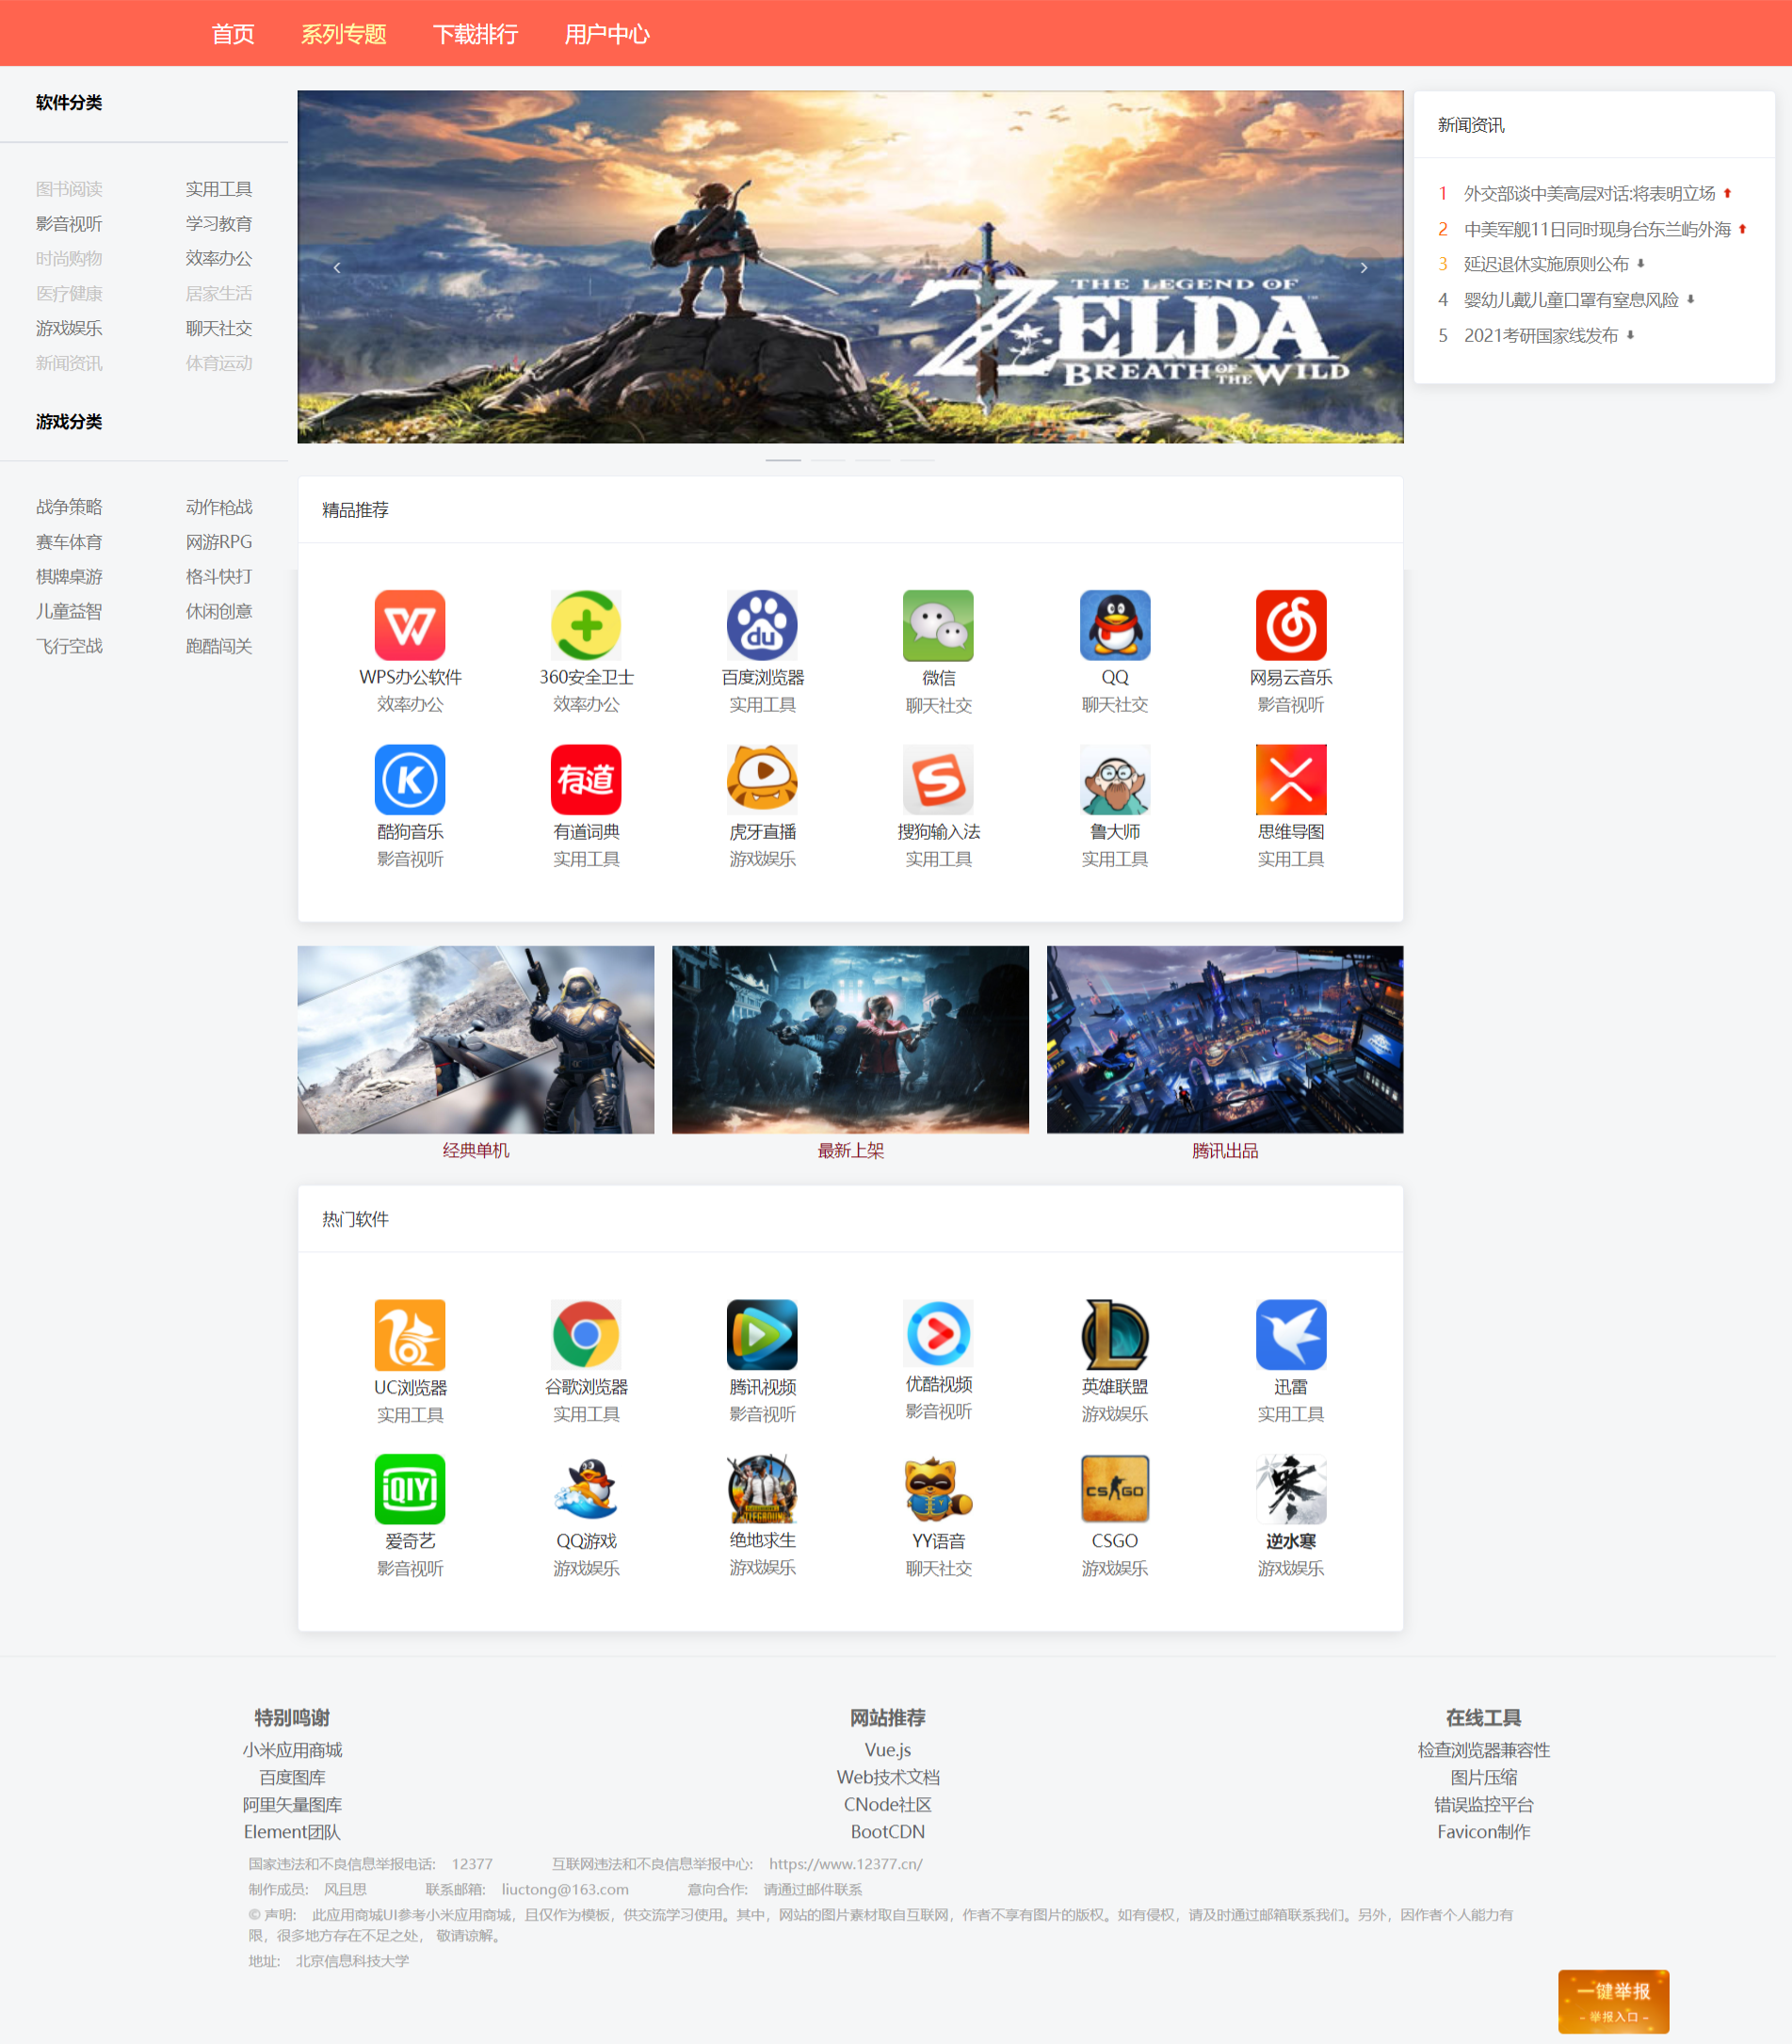 首页 系列专题 下载排行 用户中心
软件分类
图书阅读 实用工具
影音视听 学习教育
时尚购物 效率办公
医疗健康 居家生活
游戏娱乐 聊天社交
新闻资讯 体育运动
游戏分类
战争策略 动作枪战
赛车体育 网游RPG
棋牌桌游 格斗快打
儿童益智 休闲创意
飞行空战 跑酷闯关
THE LEGEND OF
ZELDA
BREATH OF THE WILD
新闻资讯
1 外交部谈中美高层对话:将表明立场
2 中美军舰11日同时现身台东兰屿外海
3 延迟退休实施原则公布
4 婴幼儿戴儿童口罩有窒息风险
5 2021考研国家线发布
精品推荐
du
WPS办公软件 360安全卫士 百度浏览器 微信 QQ 网易云音乐
效率办公 效率办公 实用工具 聊天社交 聊天社交 影音视听
K 有道 S
酷狗音乐 有道词典 虎牙直播 搜狗输入法 鲁大师 思维导图
影音视听 实用工具 游戏娱乐 实用工具 实用工具 实用工具
经典单机 最新上架 腾讯出品
热门软件
UC浏览器 谷歌浏览器 腾讯视频 优酷视频 英雄联盟 迅雷
实用工具 实用工具 影音视听 影音视听 游戏娱乐 实用工具
iQIYI CS GO 寒
爱奇艺 QQ游戏 绝地求生 YY语音 CSGO 逆水寒
影音视听 游戏娱乐 游戏娱乐 聊天社交 游戏娱乐 游戏娱乐
特别鸣谢 网站推荐 在线工具
小米应用商城 Vue.js 检查浏览器兼容性
百度图库 Web技术文档 图片压缩
阿里矢量图库 CNode社区 错误监控平台
Element团队 BootCDN Favicon制作
国家违法和不良信息举报电话: 12377 互联网违法和不良信息举报中心: https://www.12377.cn/
制作成员: 风且思 联系邮箱: liuctong@163.com 意向合作: 请通过邮件联系
© 声明: 此应用商城UI参考小米应用商城，且仅作为模板，供交流学习使用。其中，网站的图片素材取自互联网，作者不享有图片的版权。如有侵权，请及时通过邮箱联系我们。另外，因作者个人能力有
限，很多地方存在不足之处， 敬请谅解。
地址: 北京信息科技大学
一键举报
- 举报入口 -